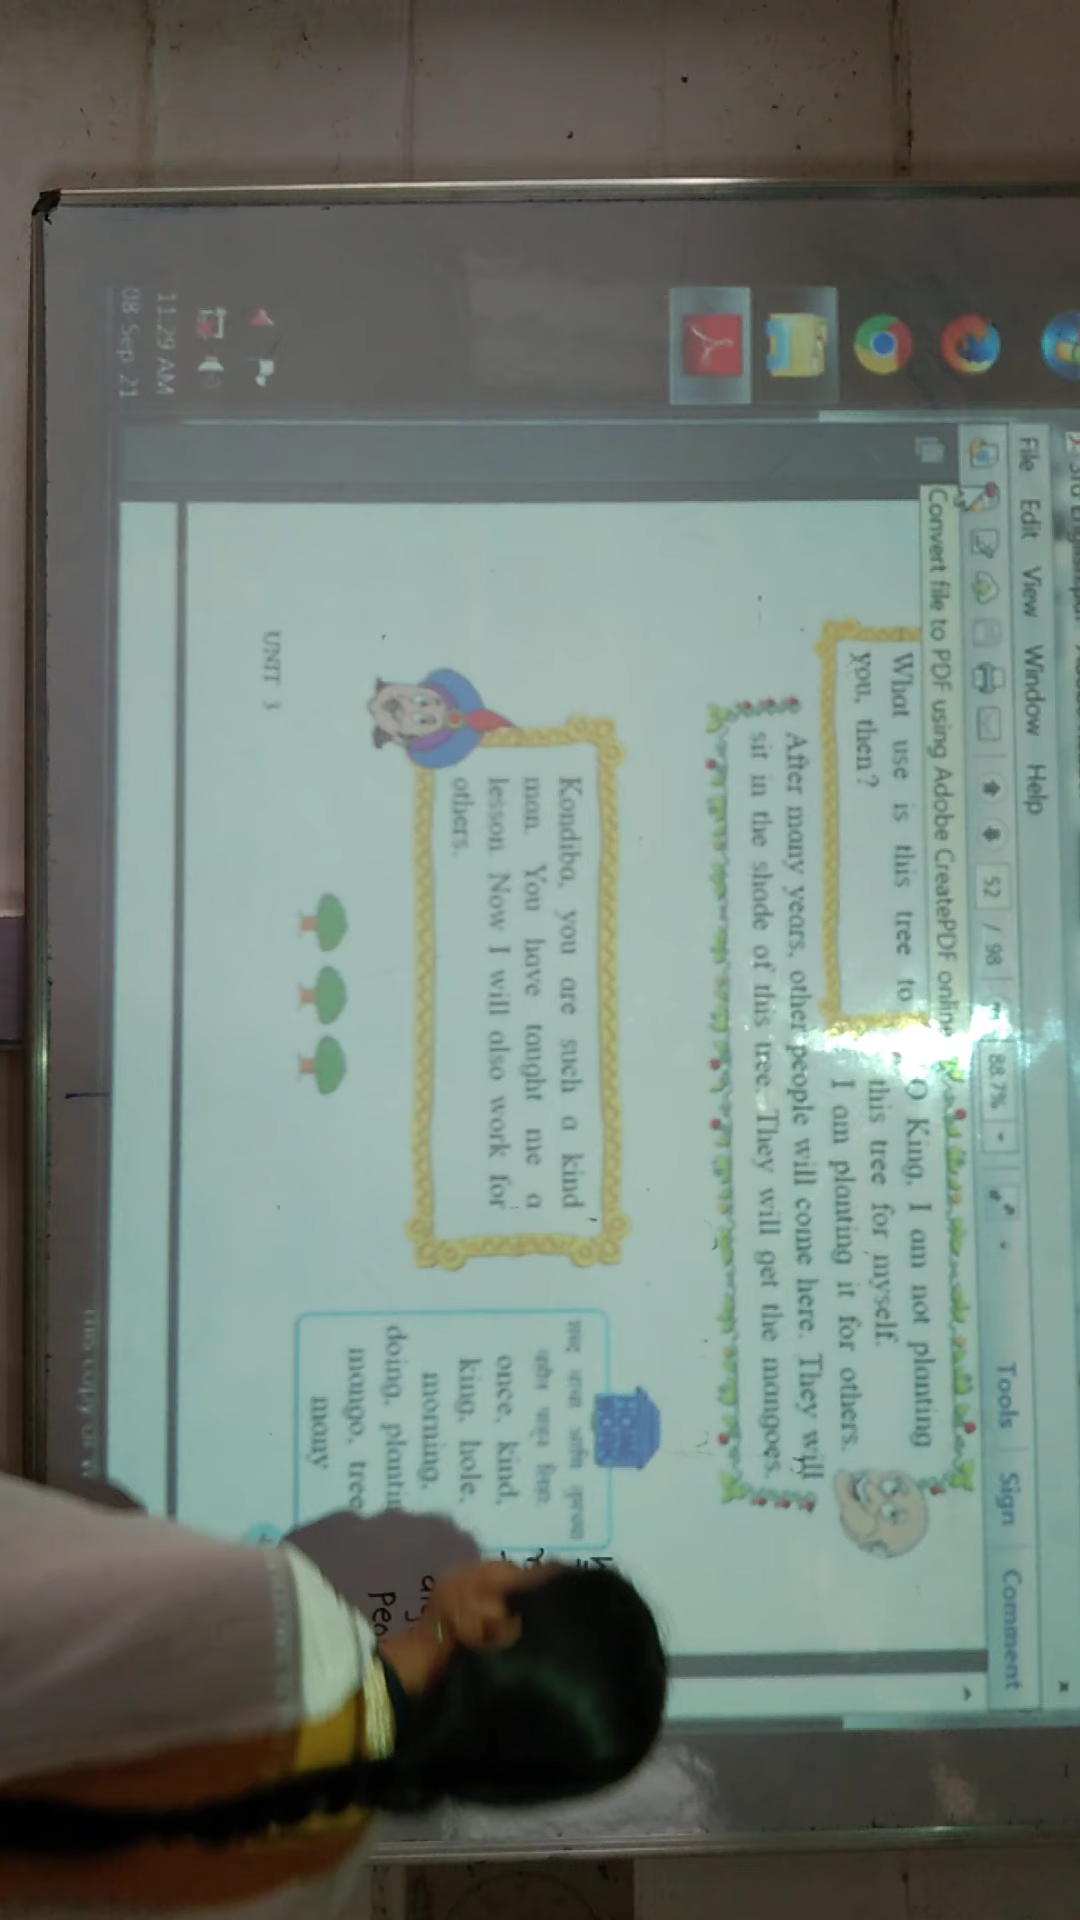 File Edit View Window Help
52 / 98
88.7%
Tools Sign Comment
Convert file to PDF using Adobe CreatePDF online
What use is this tree to
you, then?
O King, I am not planting
this tree for myself.
I am planting it for others.
After many years, other people will come here. They will
sit in the shade of this tree. They will get the mangoes.
Kondiba, you are such a kind
man. You have taught me a
lesson. Now I will also work for
others.
once, kind,
king, hole,
morning,
doing,
mango, tree
many
UNIT 3
11:29 AM
08 Sep 21